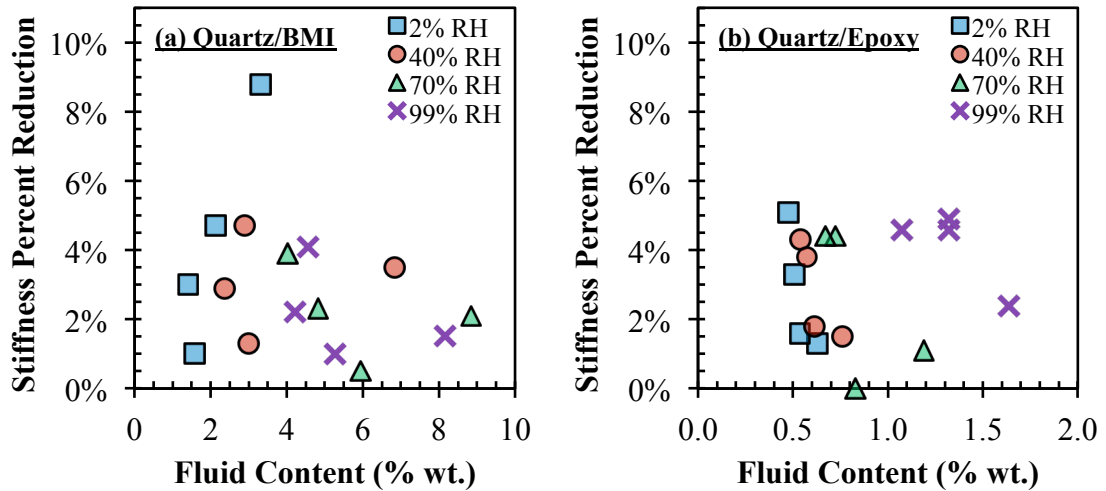 (a) Quartz/BMI
2% RH
40% RH
70% RH
99% RH
10%
8%
6%
4%
2%
0%
0
2
4
6
8
10
Stiffness Percent Reduction
Fluid Content (% wt.)
(b) Quartz/Epoxy
2% RH
40% RH
70% RH
99% RH
10%
8%
6%
4%
2%
0%
0.0
0.5
1.0
1.5
2.0
Stiffness Percent Reduction
Fluid Content (% wt.)